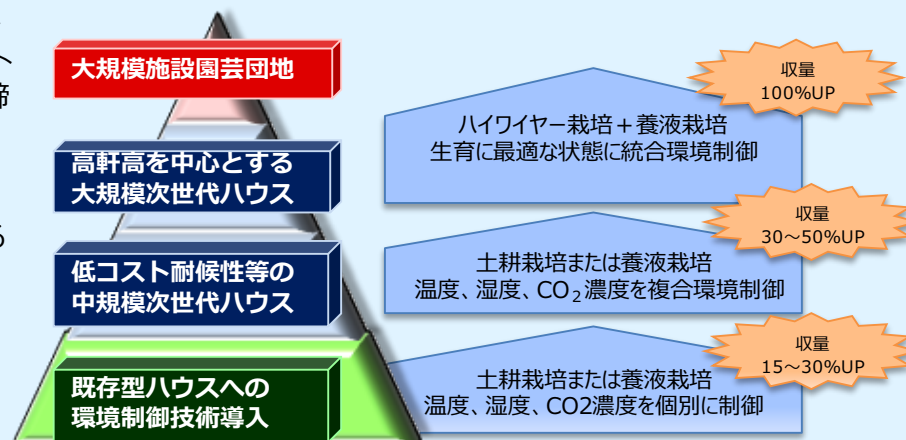 大規模施設園芸団地
高軒高を中心とする
大規模次世代ハウス
低コスト耐候性等の
中規模次世代ハウス
既存型ハウスへの
環境制御技術導入
収量
100%UP
ハイワイヤー栽培+養液栽培
生育に最適な状態に統合環境制御
収量
30~50%UP
土耕栽培または養液栽培
温度、湿度、CO₂濃度を複合環境制御
収量
15~30%UP
土耕栽培または養液栽培
温度、湿度、CO2濃度を個別に制御